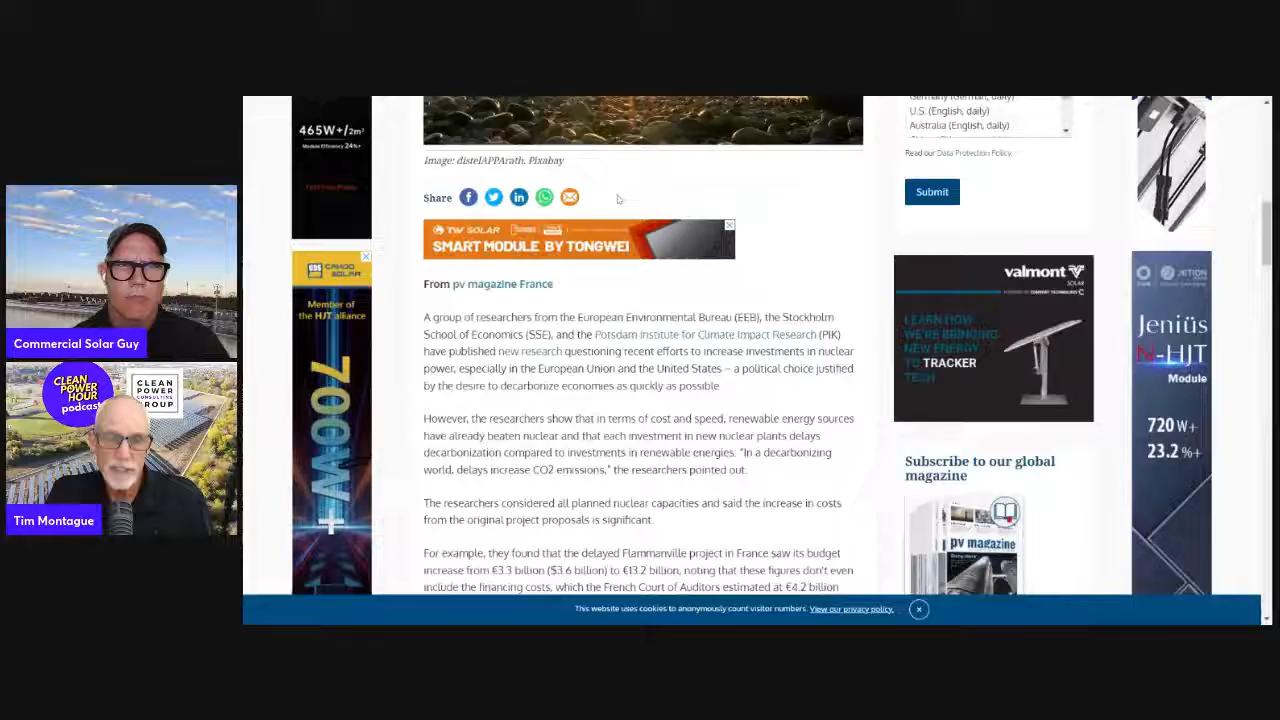 Commercial Solar Guy
CLEAN
POWER
HOUR
podcast
CLEAN
POWER
CONSULTING
GROUP
Tim Montague
465W+/2m²
Module Efficiency 24%+
Member of
the HJT alliance
700W+
Image: distelAPPArath, Pixabay
Share
TW SOLAR
SMART MODULE BY TONGWEI
From pv magazine France
A group of researchers from the European Environmental Bureau (EEB), the Stockholm
School of Economics (SSE), and the Potsdam Institute for Climate Impact Research (PIK)
have published new research questioning recent efforts to increase investments in nuclear
power, especially in the European Union and the United States – a political choice justified
by the desire to decarbonize economies as quickly as possible.
However, the researchers show that in terms of cost and speed, renewable energy sources
have already beaten nuclear and that each investment in new nuclear plants delays
decarbonization compared to investments in renewable energies. “In a decarbonizing
world, delays increase CO2 emissions,” the researchers pointed out.
The researchers considered all planned nuclear capacities and said the increase in costs
from the original project proposals is significant.
For example, they found that the delayed Flammanville project in France saw its budget
increase from €3.3 billion ($3.6 billion) to €13.2 billion, noting that these figures don't even
include the financing costs, which the French Court of Auditors estimated at €4.2 billion
Germany (German, daily)
U.S. (English, daily)
Australia (English, daily)
Read our Data Protection Policy.
Submit
valmont
SOLAR
LEARN HOW
WE'RE BRINGING
NEW ENERGY
TO TRACKER
TECH
Subscribe to our global
magazine
pv magazine
JETION
Jeniüs
N-HJT
Module
720 W+
23.2 %+
This website uses cookies to anonymously count visitor numbers. View our privacy policy.
×